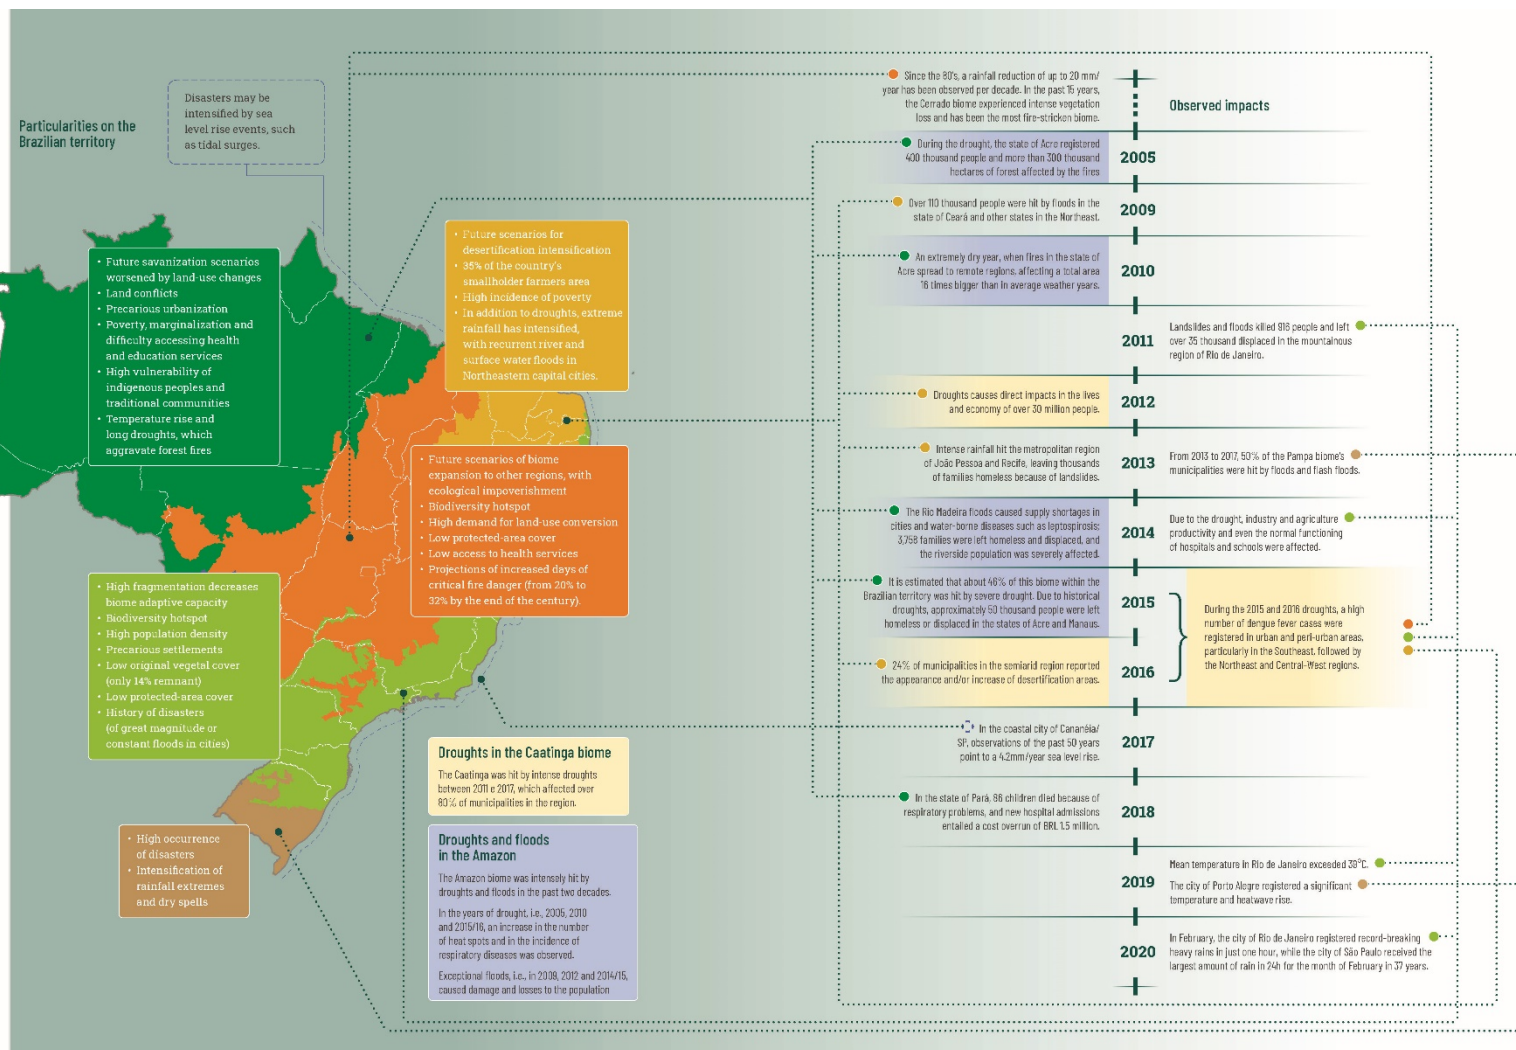 Particularities on the
Brazilian territory
Disasters may be
intensified by sea
level rise events, such
as tidal surges.
• Future savanization scenarios
worsened by land-use changes
• Land conflicts
• Precarious urbanization
• Poverty, marginalization and
difficulty accessing health
and education services
• High vulnerability of
indigenous peoples and
traditional communities
• Temperature rise and
long droughts, which
aggravate forest fires
• Future scenarios for
desertification intensification
• 35% of the country's
smallholder farmers area
• High incidence of poverty
• In addition to droughts, extreme
rainfall has intensified,
with recurrent river and
surface water floods in
Northeastern capital cities.
• Future scenarios of biome
expansion to other regions, with
ecological impoverishment
• Biodiversity hotspot
• High demand for land-use conversion
• Low protected-area cover
• Low access to health services
• Projections of increased days of
critical fire danger (from 20% to
32% by the end of the century).
• High fragmentation decreases
biome adaptive capacity
• Biodiversity hotspot
• High population density
• Precarious settlements
• Low original vegetal cover
(only 14% remnant)
• Low protected-area cover
• History of disasters
(of great magnitude or
constant floods in cities)
• High occurrence
of disasters
• Intensification of
rainfall extremes
and dry spells
Droughts in the Caatinga biome
The Caatinga was hit by intense droughts
between 2011 e 2017, which affected over
80% of municipalities in the region.
Droughts and floods
in the Amazon
The Amazon biome was intensely hit by
droughts and floods in the past two decades.
In the years of drought, i.e., 2005, 2010
and 2015/16, an increase in the number
of heat spots and in the incidence of
respiratory diseases was observed.
Exceptional floods, i.e., in 2009, 2012 and 2014/15,
caused damage and losses to the population
Observed impacts
Since the 80's, a rainfall reduction of up to 20 mm/
year has been observed per decade. In the past 15 years,
the Cerrado biome experienced intense vegetation
loss and has been the most fire-stricken biome.
2005
During the drought, the state of Acre registered
400 thousand people and more than 300 thousand
hectares of forest affected by the fires
2009
Over 110 thousand people were hit by floods in the
state of Ceará and other states in the Northeast.
2010
An extremely dry year, when fires in the state of
Acre spread to remote regions, affecting a total area
16 times bigger than in average weather years.
2011
Landslides and floods killed 916 people and left
over 35 thousand displaced in the mountainous
region of Rio de Janeiro.
2012
Droughts causes direct impacts in the lives
and economy of over 30 million people.
2013
Intense rainfall hit the metropolitan region
of João Pessoa and Recife, leaving thousands
of families homeless because of landslides.
From 2013 to 2017, 50% of the Pampa biome's
municipalities were hit by floods and flash floods.
2014
The Rio Madeira floods caused supply shortages in
cities and water-borne diseases such as leptospirosis;
3,758 families were left homeless and displaced, and
the riverside population was severely affected.
Due to the drought, industry and agriculture
productivity and even the normal functioning
of hospitals and schools were affected.
2015
It is estimated that about 46% of this biome within the
Brazilian territory was hit by severe drought. Due to historical
droughts, approximately 50 thousand people were left
homeless or displaced in the states of Acre and Manaus.
During the 2015 and 2016 droughts, a high
number of dengue fever cases were
registered in urban and peri-urban areas,
particularly in the Southeast, followed by
the Northeast and Central-West regions.
2016
24% of municipalities in the semiarid region reported
the appearance and/or increase of desertification areas.
2017
In the coastal city of Cananéia/
SP, observations of the past 50 years
point to a 4.2mm/year sea level rise.
2018
In the state of Pará, 66 children died because of
respiratory problems, and new hospital admissions
entailed a cost overrun of BRL 1.5 million.
2019
Mean temperature in Rio de Janeiro exceeded 38°C.
The city of Porto Alegre registered a significant
temperature and heatwave rise.
2020
In February, the city of Rio de Janeiro registered record-breaking
heavy rains in just one hour, while the city of São Paulo received the
largest amount of rain in 24h for the month of February in 37 years.